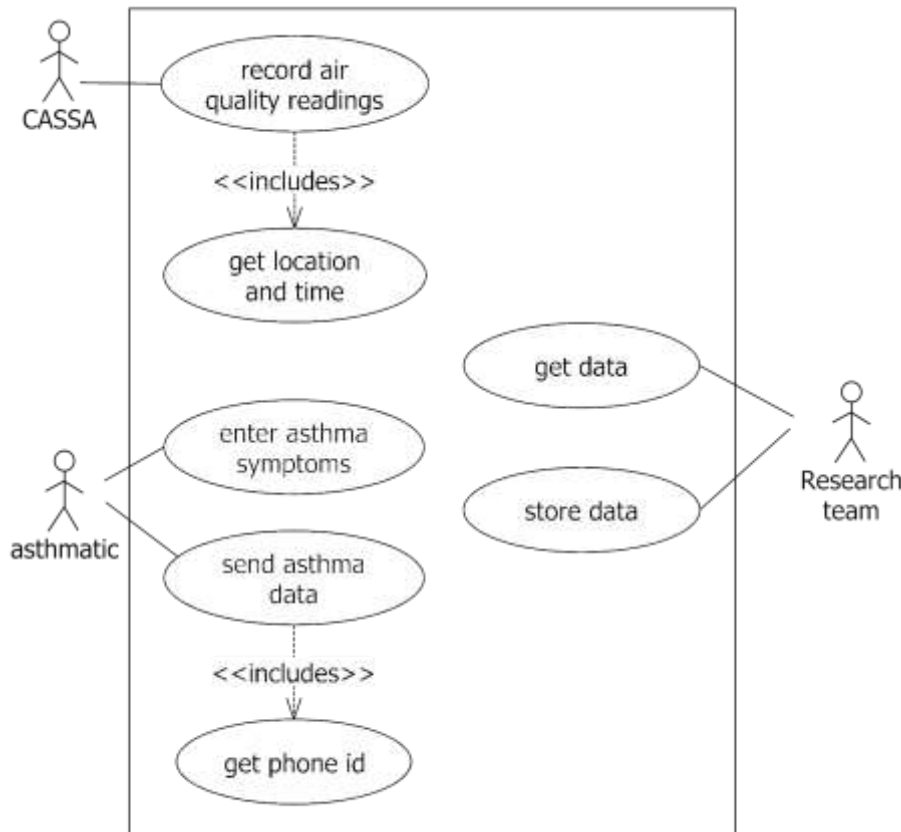 record air
quality readings
CASSA
<<includes>>
get location
and time
get data
enter asthma
symptoms
Research
team
store data
asthmatic
send asthma
data
<<includes>>
get phone id